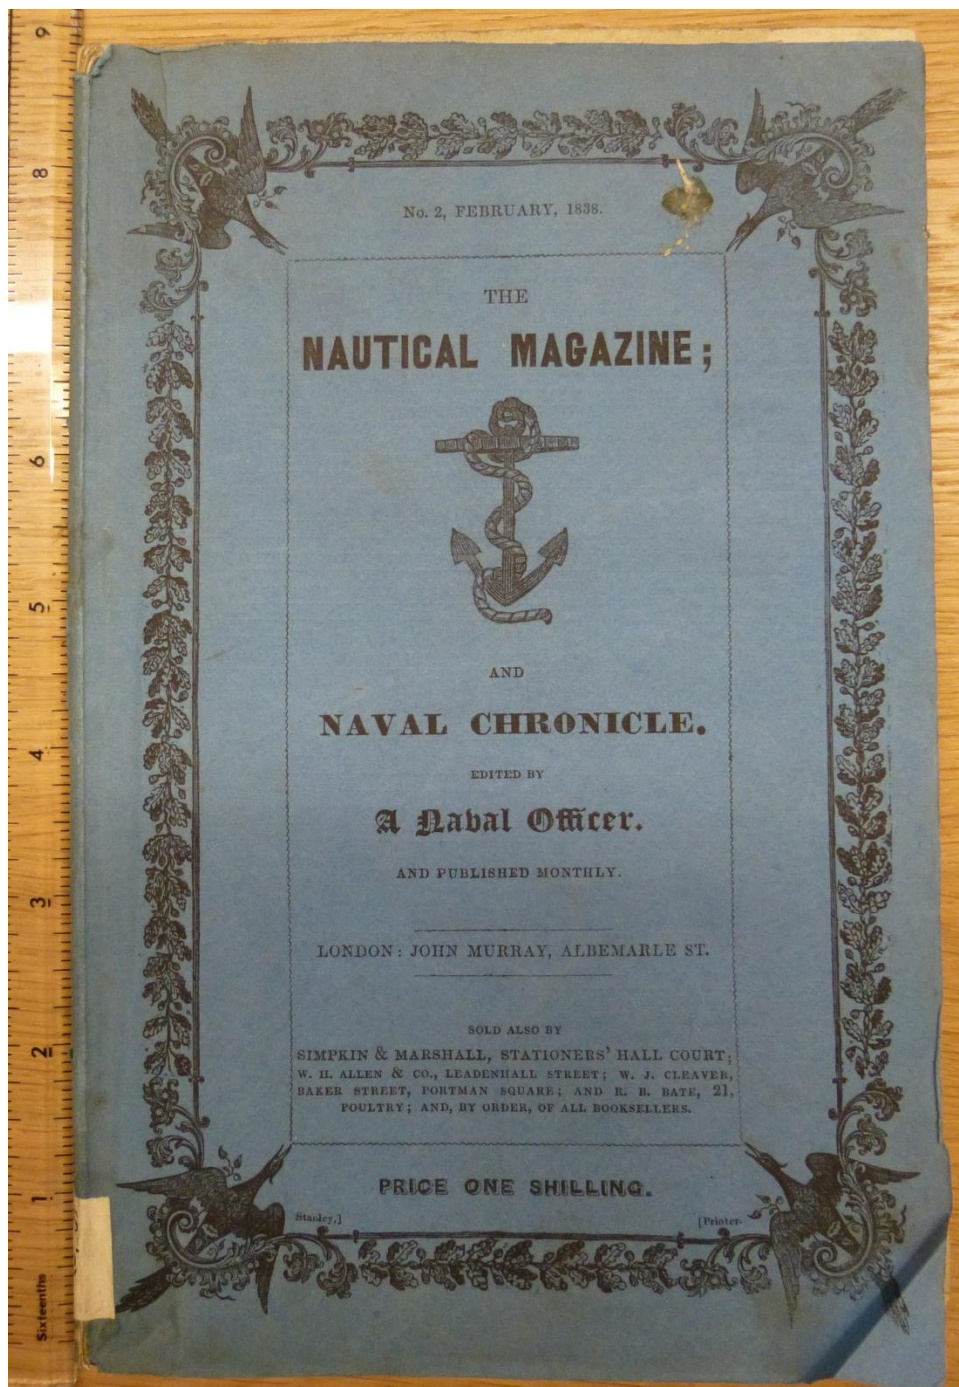 No. 2, FEBRUARY, 1838.
THE
NAUTICAL MAGAZINE;
AND
NAVAL CHRONICLE.
EDITED BY
A Naval Officer.
AND PUBLISHED MONTHLY.
LONDON: JOHN MURRAY, ALBEMARLE ST.
SOLD ALSO BY
SIMPKIN & MARSHALL, STATIONERS' HALL COURT;
W. H. ALLEN & CO., LEADENHALL STREET; W. J. CLEAVER,
BAKER STREET, PORTMAN SQUARE; AND R. B. BATE, 21,
POULTRY; AND, BY ORDER, OF ALL BOOKSELLERS.
PRICE ONE SHILLING.
Stanley,] [Printer.
9
8
6
5
4
3
2
1
Sixteenths